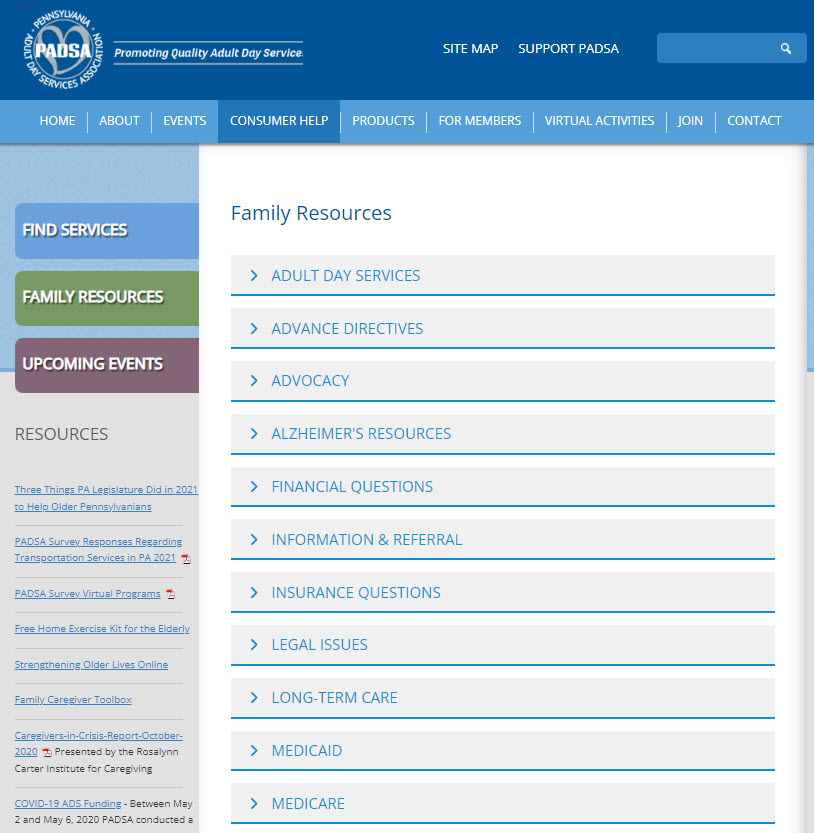 PENNSYLVANIA
PADSA
ADULT DAY SERVICES ASSOCIATION
Promoting Quality Adult Day Service
SITE MAP
SUPPORT PADSA
HOME
ABOUT
EVENTS
CONSUMER HELP
PRODUCTS
FOR MEMBERS
VIRTUAL ACTIVITIES
JOIN
CONTACT
FIND SERVICES
FAMILY RESOURCES
UPCOMING EVENTS
RESOURCES
Three Things PA Legislature Did in 2021
to Help Older Pennsylvanians
PADSA Survey Responses Regarding
Transportation Services in PA 2021
PADSA Survey Virtual Programs
Free Home Exercise Kit for the Elderly
Strengthening Older Lives Online
Family Caregiver Toolbox
Caregivers-in-Crisis-Report-October-
2020 Presented by the Rosalynn
Carter Institute for Caregiving
COVID-19 ADS Funding - Between May
2 and May 6, 2020 PADSA conducted a
Family Resources
ADULT DAY SERVICES
ADVANCE DIRECTIVES
ADVOCACY
ALZHEIMER'S RESOURCES
FINANCIAL QUESTIONS
INFORMATION & REFERRAL
INSURANCE QUESTIONS
LEGAL ISSUES
LONG-TERM CARE
MEDICAID
MEDICARE